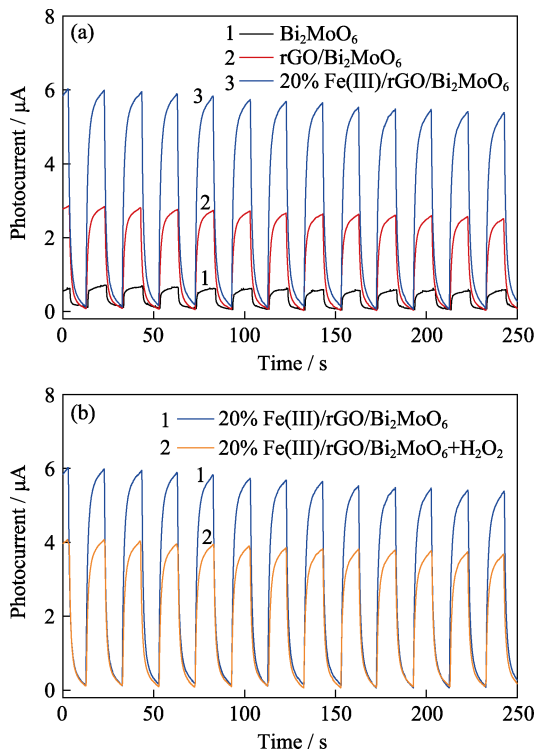 (a)
1 Bi₂MoO₆
2 rGO/Bi₂MoO₆
3 20% Fe(III)/rGO/Bi₂MoO₆
Photocurrent / μA
8
6
4
2
0
3
2
1
0 50 100 150 200 250
Time / s
(b)
1 20% Fe(III)/rGO/Bi₂MoO₆
2 20% Fe(III)/rGO/Bi₂MoO₆+H₂O₂
Photocurrent / μA
8
6
4
2
0
1
2
0 50 100 150 200 250
Time / s